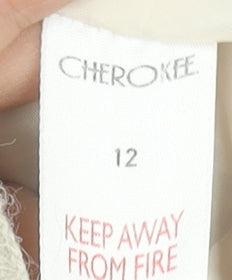 CHEROKEE
12
KEEP AWAY
FROM FIRE